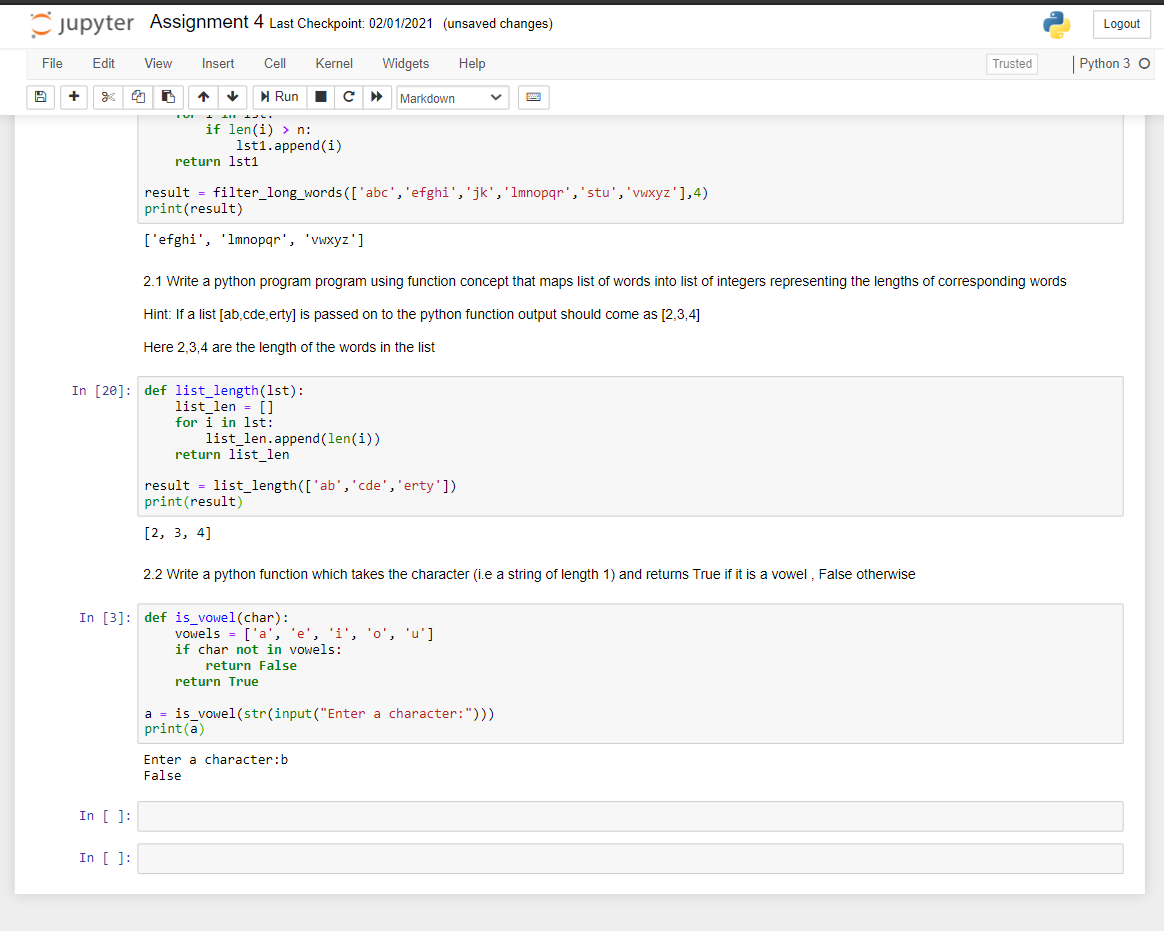 jupyter Assignment 4 Last Checkpoint: 02/01/2021 (unsaved changes) Logout
File Edit View Insert Cell Kernel Widgets Help Trusted Python 3
Run Markdown
for i in lst:
if len(i) > n:
lst1.append(i)
return lst1
result = filter_long_words(['abc','efghi','jk','lmnopqr','stu','vwxyz'],4)
print(result)
['efghi', 'lmnopqr', 'vwxyz']
2.1 Write a python program program using function concept that maps list of words into list of integers representing the lengths of corresponding words
Hint: If a list [ab,cde,erty] is passed on to the python function output should come as [2,3,4]
Here 2,3,4 are the length of the words in the list
In [20]: def list_length(lst):
list_len = []
for i in lst:
list_len.append(len(i))
return list_len
result = list_length(['ab','cde','erty'])
print(result)
[2, 3, 4]
2.2 Write a python function which takes the character (i.e a string of length 1) and returns True if it is a vowel , False otherwise
In [3]: def is_vowel(char):
vowels = ['a', 'e', 'i', 'o', 'u']
if char not in vowels:
return False
return True
a = is_vowel(str(input("Enter a character:")))
print(a)
Enter a character:b
False
In [ ]:
In [ ]: